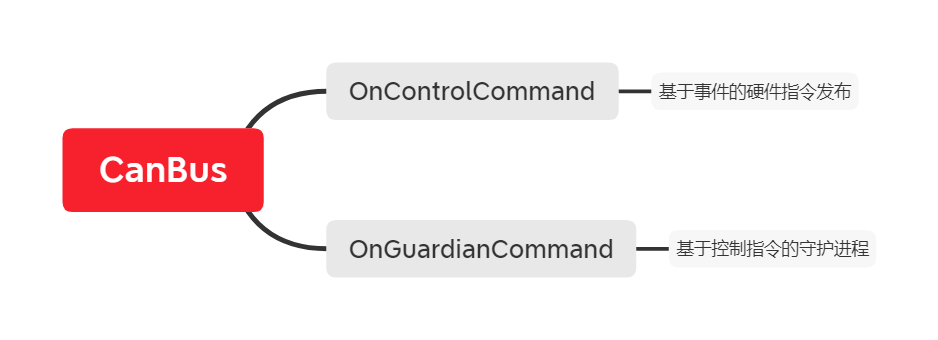 OnControlCommand
基于事件的硬件指令发布
CanBus
OnGuardianCommand
基于控制指令的守护进程